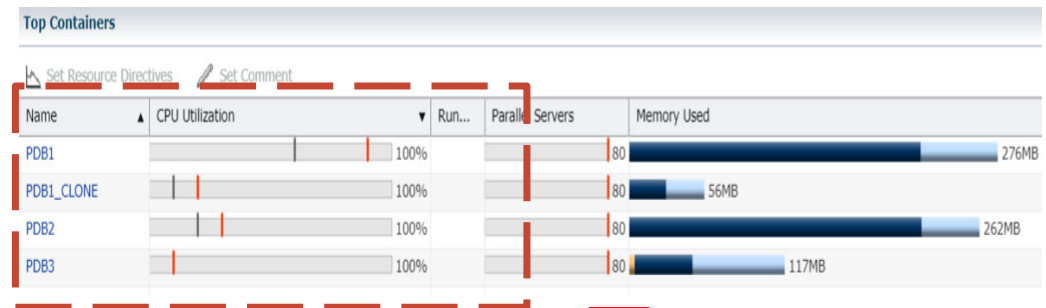 Top Containers
Set Resource Directives Set Comment
Name CPU Utilization Run... Parallel Servers Memory Used
PDB1 100% 80 276MB
PDB1_CLONE 100% 80 56MB
PDB2 100% 80 262MB
PDB3 100% 80 117MB